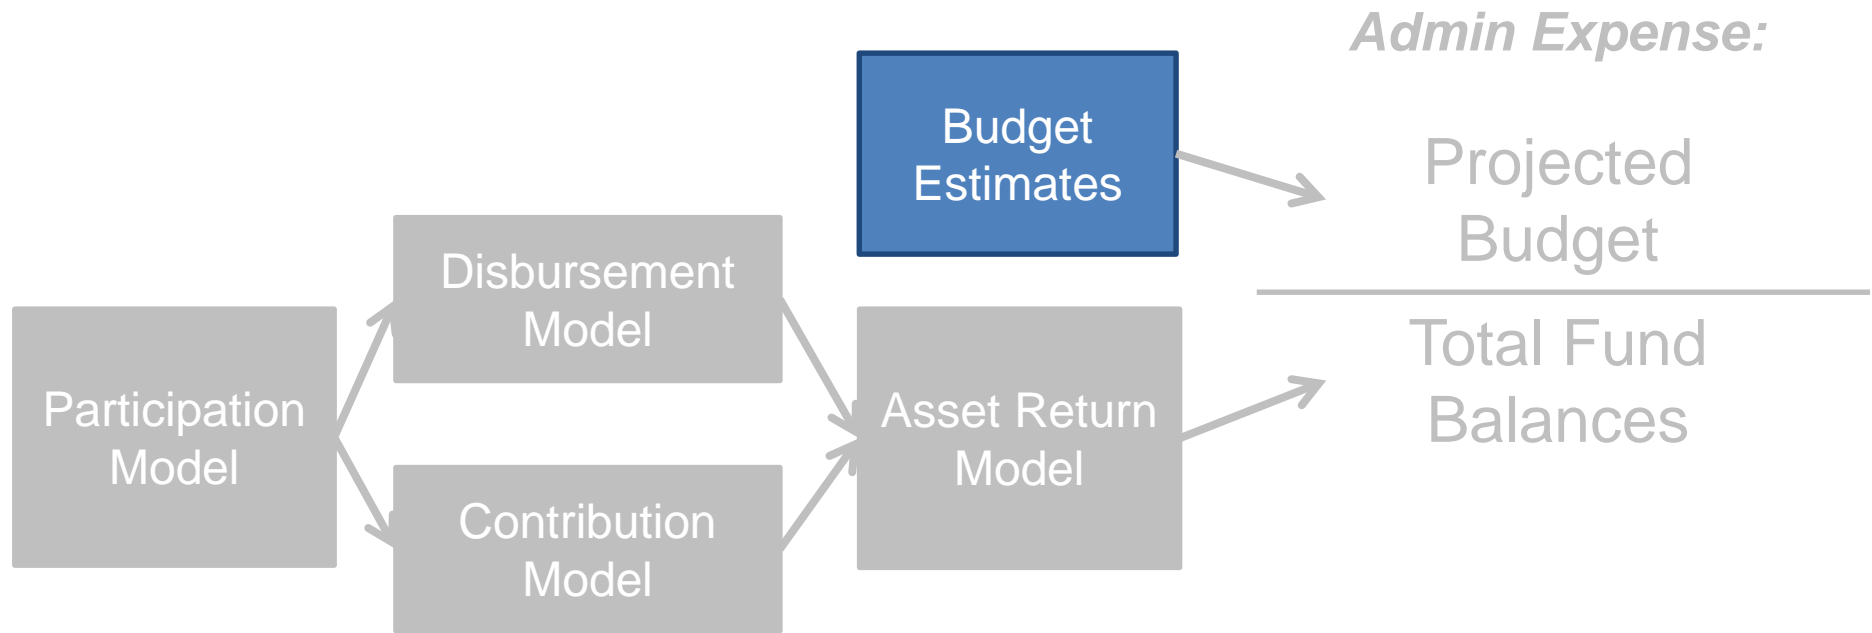 Admin Expense:
Budget
Estimates
Projected
Budget
Disbursement
Model
Total Fund
Balances
Participation
Model
Asset Return
Model
Contribution
Model